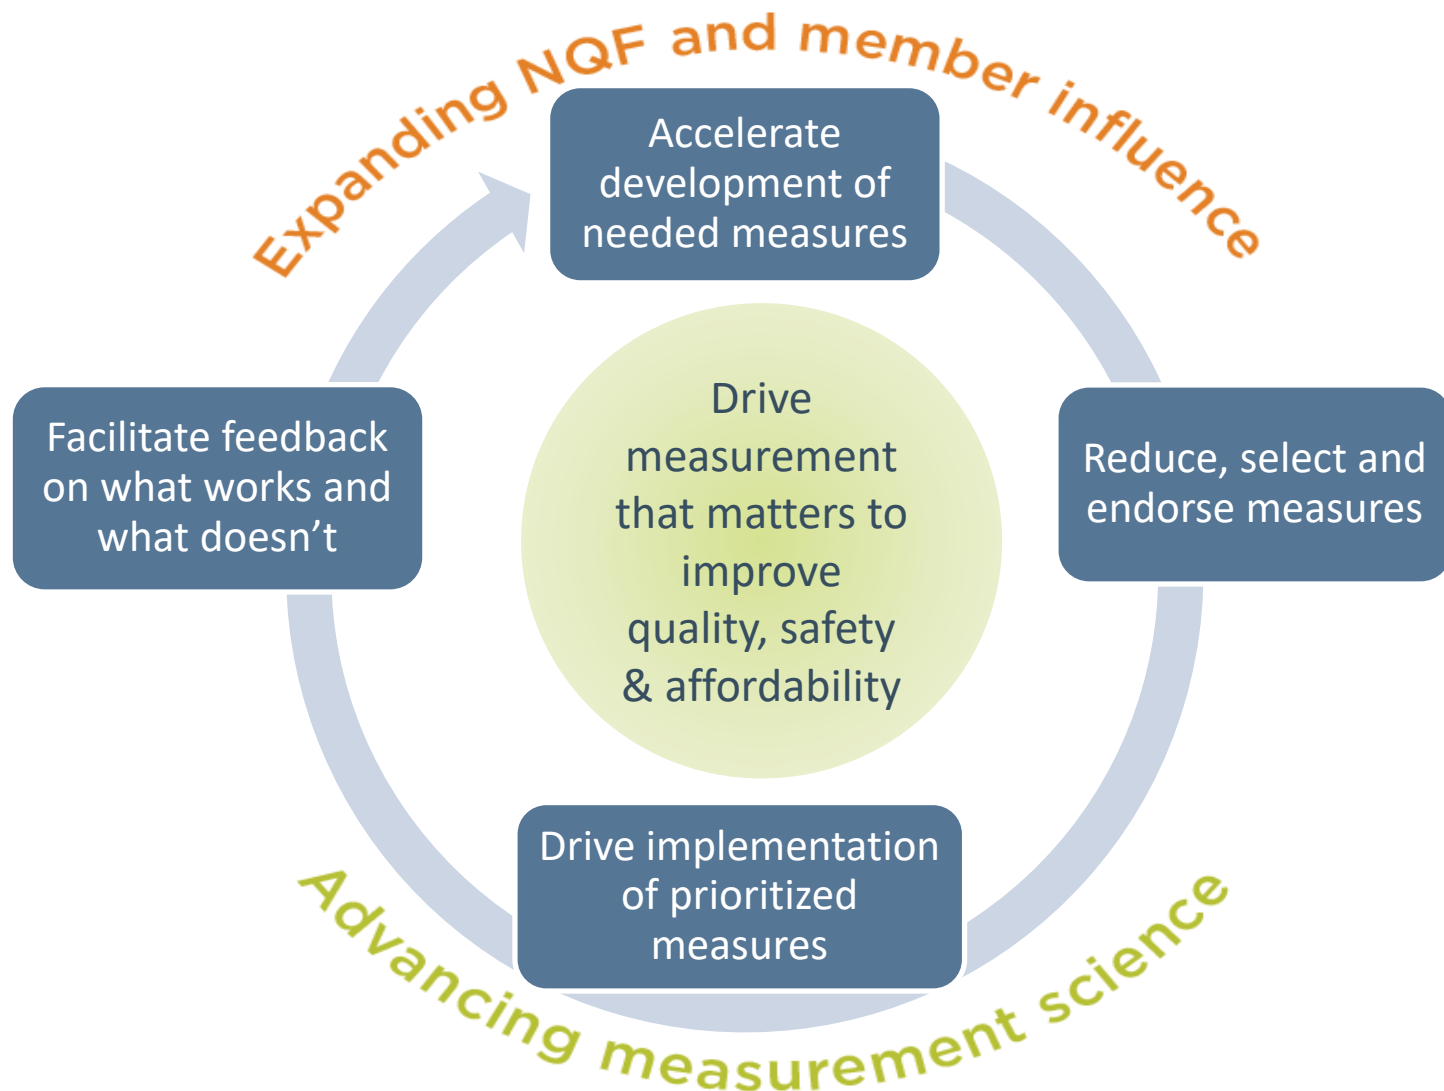 Expanding NQF and member influence
Accelerate
development of
needed measures
Facilitate feedback
on what works and
what doesn’t
Drive
measurement
that matters to
improve
quality, safety
& affordability
Reduce, select and
endorse measures
Drive implementation
of prioritized
measures
Advancing measurement science